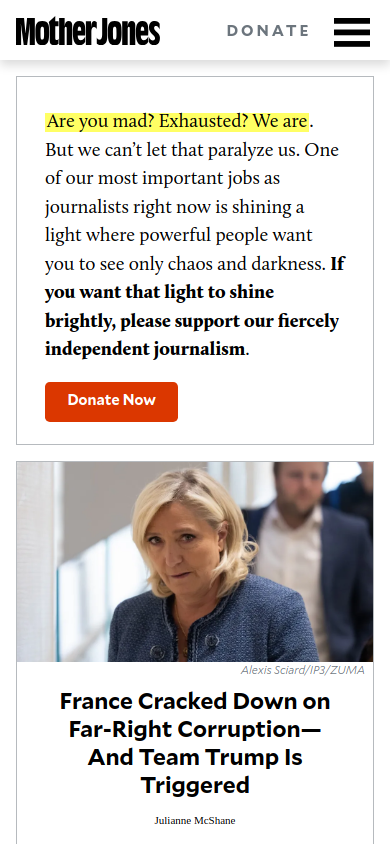 Mother Jones
DONATE
Are you mad? Exhausted? We are.
But we can’t let that paralyze us. One
of our most important jobs as
journalists right now is shining a
light where powerful people want
you to see only chaos and darkness. If
you want that light to shine
brightly, please support our fiercely
independent journalism.
Donate Now
Alexis Sciard/IP3/ZUMA
France Cracked Down on
Far-Right Corruption—
And Team Trump Is
Triggered
Julianne McShane